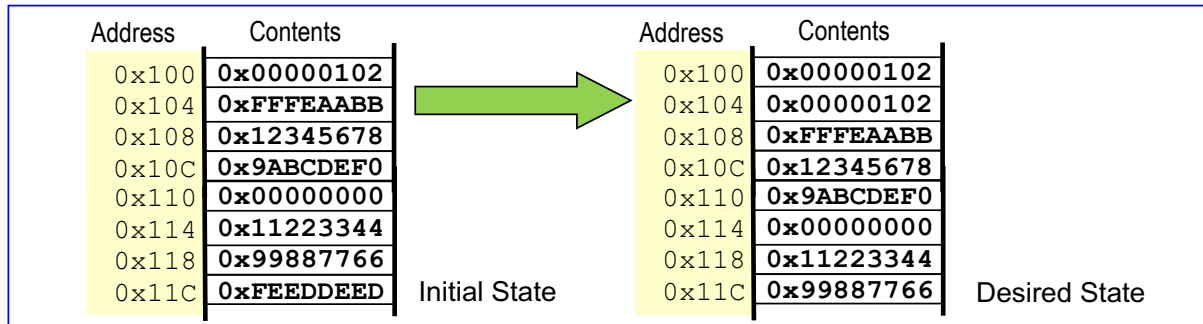 Address Contents Address Contents
0x100 0x00000102 0x100 0x00000102
0x104 0xFFFEAABB 0x104 0x00000102
0x108 0x12345678 0x108 0xFFFEAABB
0x10C 0x9ABCDEF0 0x10C 0x12345678
0x110 0x00000000 0x110 0x9ABCDEF0
0x114 0x11223344 0x114 0x00000000
0x118 0x99887766 0x118 0x11223344
0x11C 0xFEEDDEED Initial State 0x11C 0x99887766 Desired State